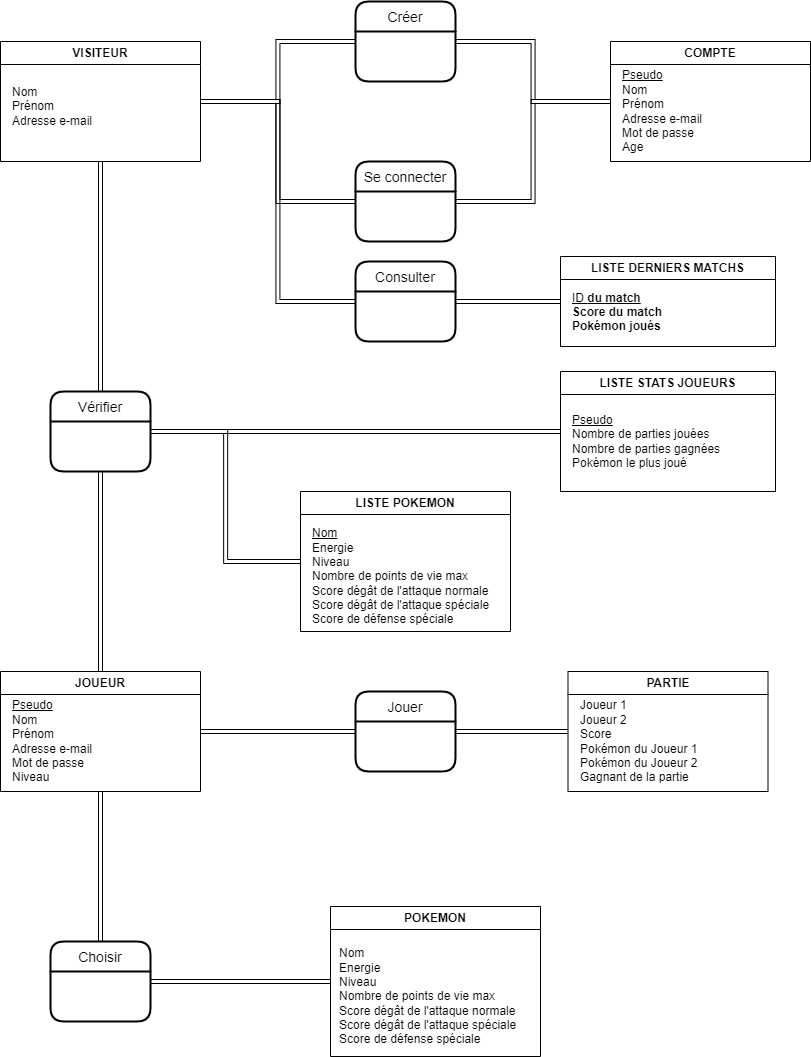 Créer
VISITEUR
Nom
Prénom
Adresse e-mail
COMPTE
Pseudo
Nom
Prénom
Adresse e-mail
Mot de passe
Age
Se connecter
Consulter
LISTE DERNIERS MATCHS
ID du match
Score du match
Pokémon joués
LISTE STATS JOUEURS
Pseudo
Nombre de parties jouées
Nombre de parties gagnées
Pokémon le plus joué
Vérifier
LISTE POKEMON
Nom
Energie
Niveau
Nombre de points de vie max
Score dégât de l'attaque normale
Score dégât de l'attaque spéciale
Score de défense spéciale
JOUEUR
Pseudo
Nom
Prénom
Adresse e-mail
Mot de passe
Niveau
Jouer
PARTIE
Joueur 1
Joueur 2
Score
Pokémon du Joueur 1
Pokémon du Joueur 2
Gagnant de la partie
Choisir
POKEMON
Nom
Energie
Niveau
Nombre de points de vie max
Score dégât de l'attaque normale
Score dégât de l'attaque spéciale
Score de défense spéciale